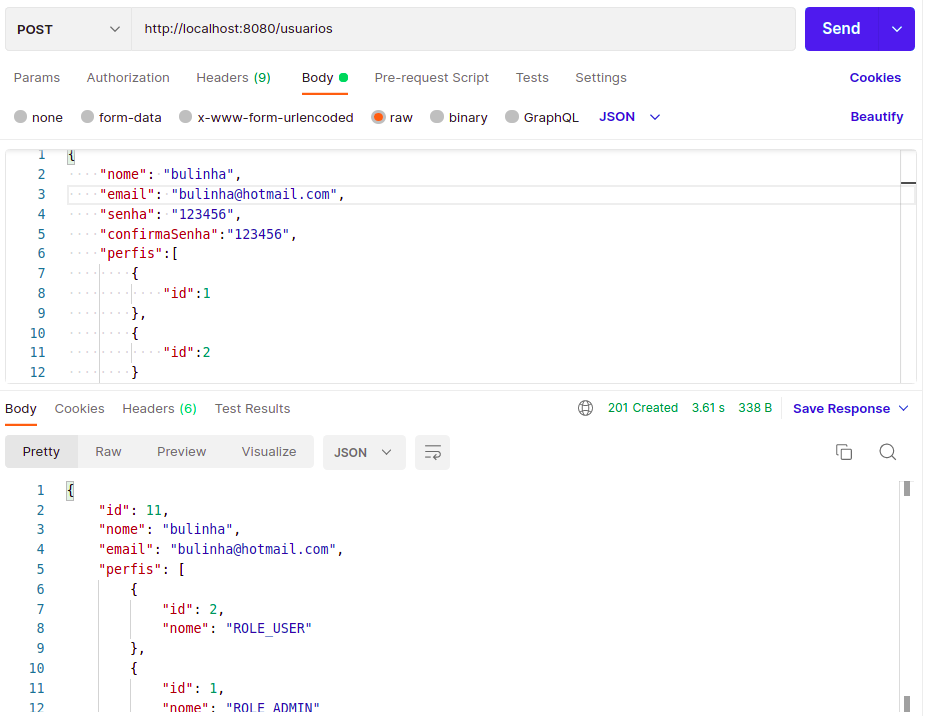 POST http://localhost:8080/usuarios Send
Params Authorization Headers (9) Body Pre-request Script Tests Settings Cookies
none form-data x-www-form-urlencoded raw binary GraphQL JSON Beautify
1 {
2 "nome": "bulinha",
3 "email": "bulinha@hotmail.com",
4 "senha": "123456",
5 "confirmaSenha":"123456",
6 "perfis":[
7 {
8 "id":1
9 },
10 {
11 "id":2
12 }
Body Cookies Headers (6) Test Results 201 Created 3.61 s 338 B Save Response
Pretty Raw Preview Visualize JSON
1 {
2 "id": 11,
3 "nome": "bulinha",
4 "email": "bulinha@hotmail.com",
5 "perfis": [
6 {
7 "id": 2,
8 "nome": "ROLE_USER"
9 },
10 {
11 "id": 1,
12 "nome": "ROLE_ADMIN"